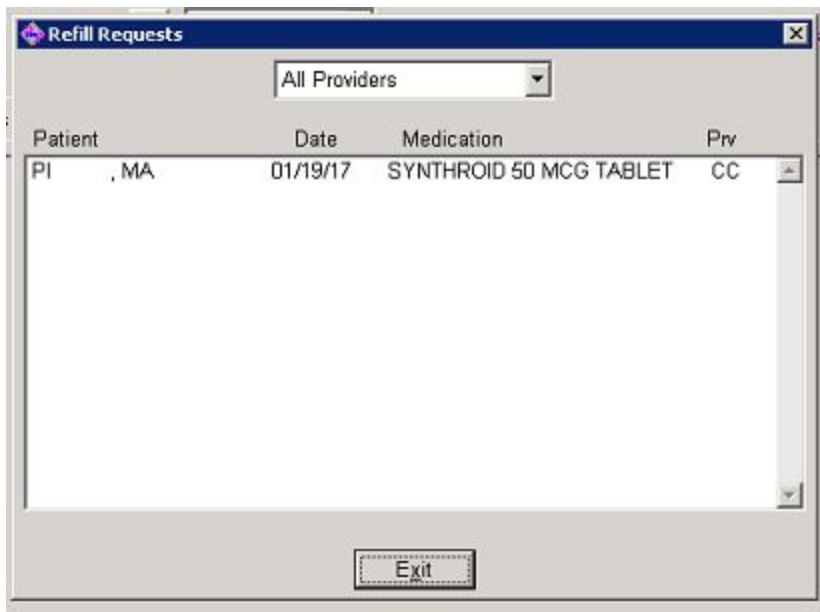 Refill Requests
All Providers
Patient Date Medication Prv
PI , MA 01/19/17 SYNTHROID 50 MCG TABLET CC
Exit